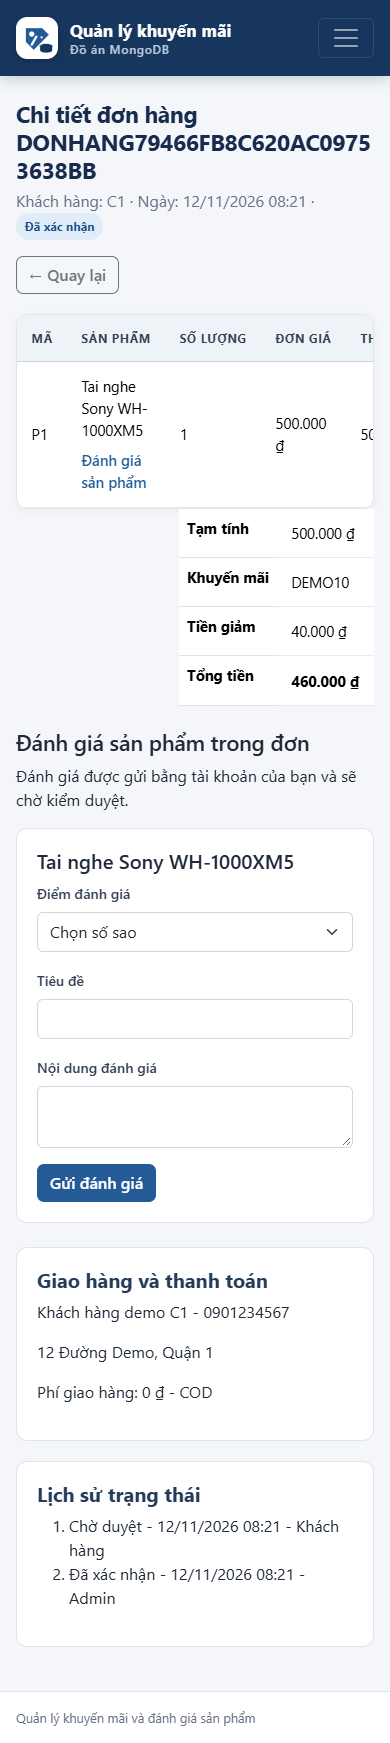 Quản lý khuyến mãi
Đồ án MongoDB
Chi tiết đơn hàng
DONHANG79466FB8C620AC0975
3638BB
Khách hàng: C1 · Ngày: 12/11/2026 08:21 ·
Đã xác nhận
← Quay lại
MÃ SẢN PHẨM SỐ LƯỢNG ĐƠN GIÁ TH
P1 Tai nghe Sony WH-1000XM5 1 500.000 ₫ 50
Đánh giá sản phẩm
Tạm tính 500.000 ₫
Khuyến mãi DEMO10
Tiền giảm 40.000 ₫
Tổng tiền 460.000 ₫
Đánh giá sản phẩm trong đơn
Đánh giá được gửi bằng tài khoản của bạn và sẽ
chờ kiểm duyệt.
Tai nghe Sony WH-1000XM5
Điểm đánh giá
Chọn số sao
Tiêu đề
Nội dung đánh giá
Gửi đánh giá
Giao hàng và thanh toán
Khách hàng demo C1 - 0901234567
12 Đường Demo, Quận 1
Phí giao hàng: 0 ₫ - COD
Lịch sử trạng thái
1. Chờ duyệt - 12/11/2026 08:21 - Khách
hàng
2. Đã xác nhận - 12/11/2026 08:21 -
Admin
Quản lý khuyến mãi và đánh giá sản phẩm